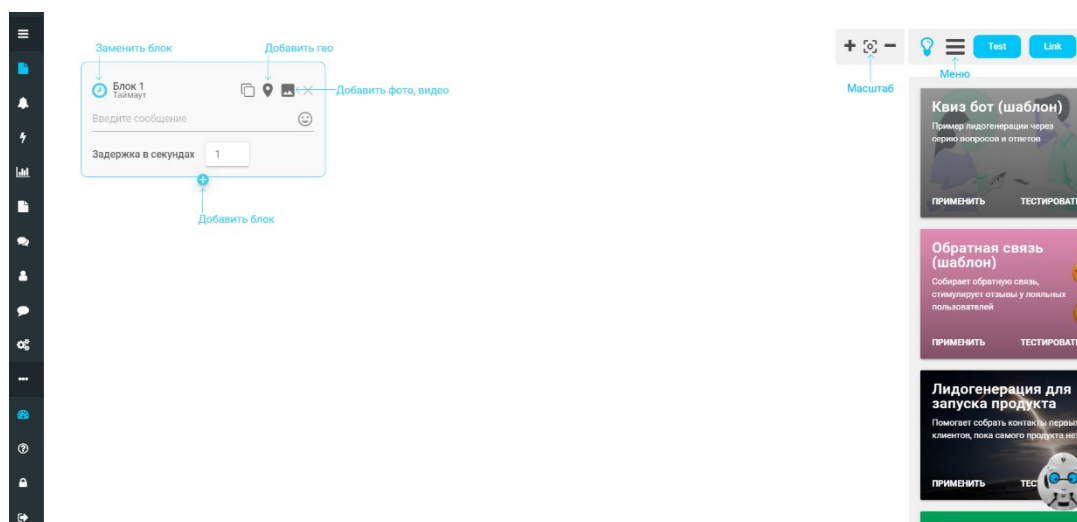 Заменить блок
Добавить гео
Блок 1
Таймаут
Добавить фото, видео
Введите сообщение
Задержка в секундах 1
Добавить блок
Масштаб
Test
Link
Меню
Квиз бот (шаблон)
Пример лидогенерации через
серию вопросов и ответов
ПРИМЕНИТЬ
Обратная связь
(шаблон)
Собирает обратную связь,
стимулирует отзывы у лояльных
пользователей
ПРИМЕНИТЬ
Лидогенерация для
запуска продукта
Помогает собрать контакты первых
клиентов, пока самого продукта нет
ПРИМЕНИТЬ